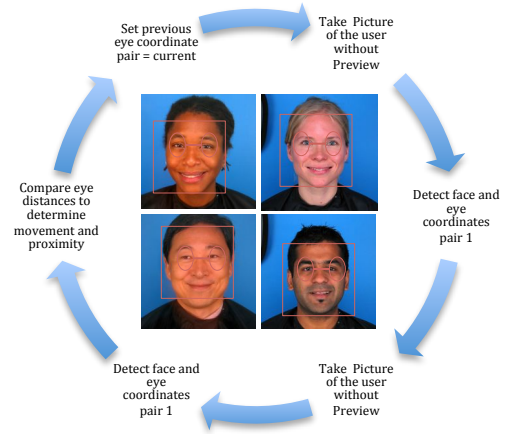 Set previous
eye coordinate
pair = current
Take Picture
of the user
without
Preview
Detect face and
eye
coordinates
pair 1
Take Picture
of the user
without
Preview
Detect face and
eye
coordinates
pair 1
Compare eye
distances to
determine
movement and
proximity